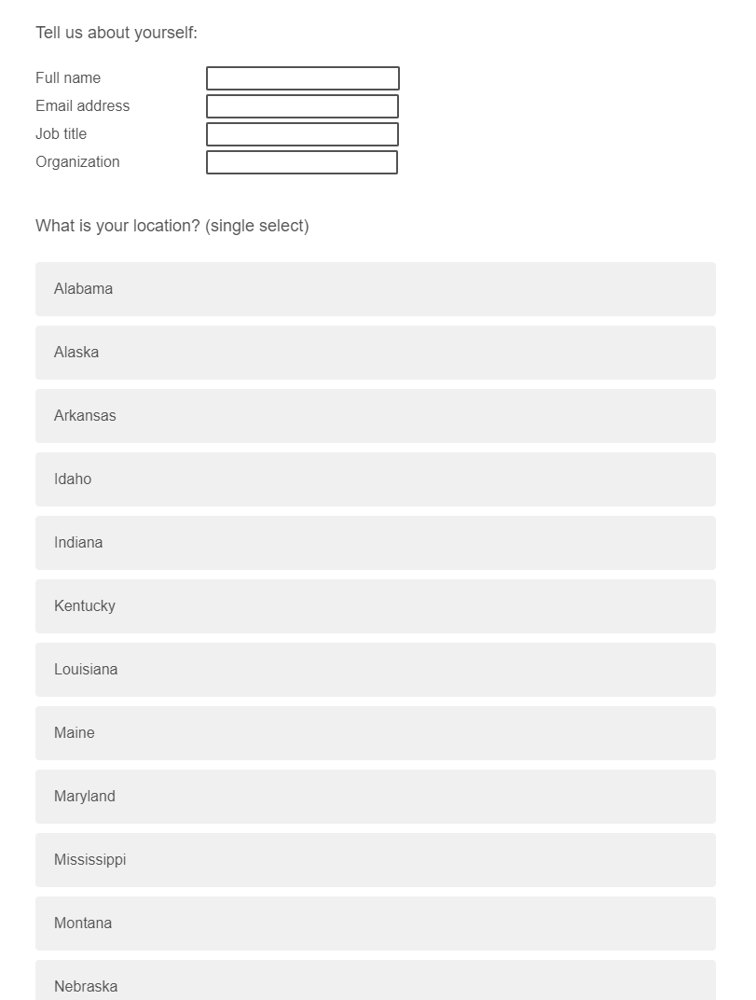 Tell us about yourself:
Full name
Email address
Job title
Organization
What is your location? (single select)
Alabama
Alaska
Arkansas
Idaho
Indiana
Kentucky
Louisiana
Maine
Maryland
Mississippi
Montana
Nebraska